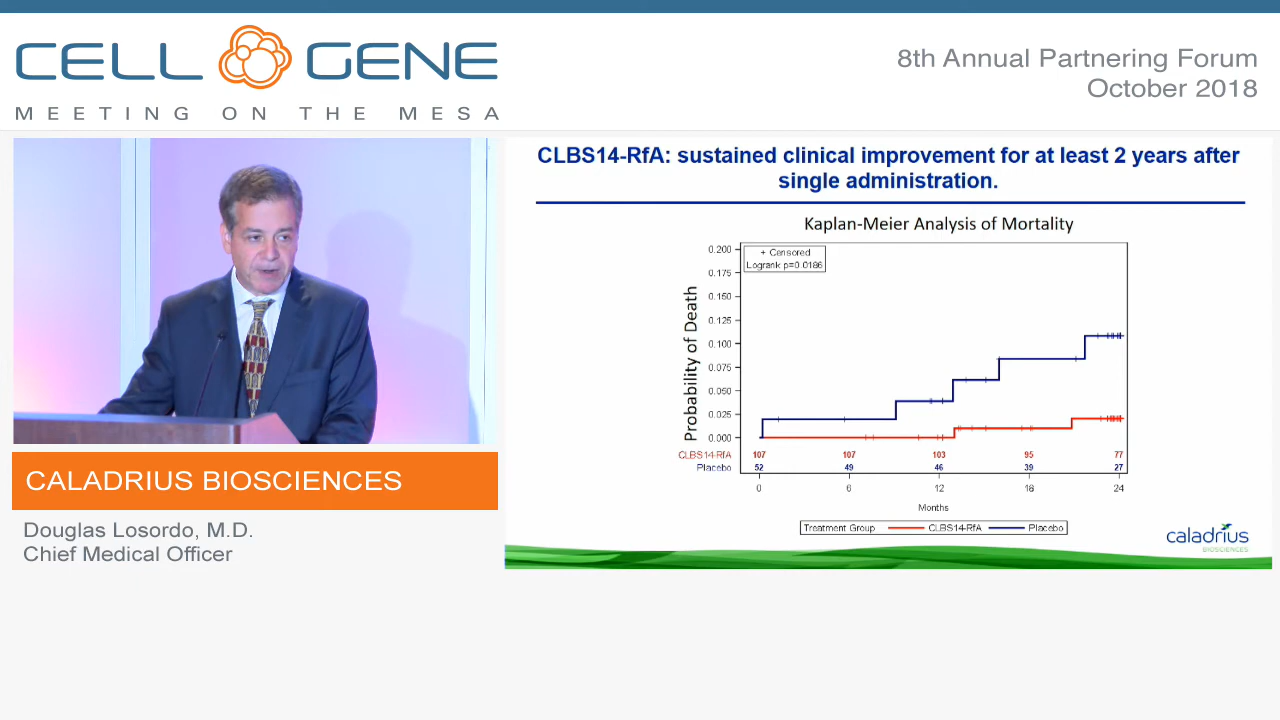 CELL GENE
MEETING ON THE MESA
8th Annual Partnering Forum
October 2018
CLBS14-RfA: sustained clinical improvement for at least 2 years after
single administration.
Kaplan-Meier Analysis of Mortality
+ Censored
Logrank p=0.0186
Probability of Death
0.200
0.175
0.150
0.125
0.100
0.075
0.050
0.025
0.000
CLBS14-RfA 107 107 103 95 77
Placebo 52 49 46 39 27
0 6 12 18 24
Months
Treatment Group CLBS14-RfA Placebo
caladrius
BIOSCIENCES
CALADRIUS BIOSCIENCES
Douglas Losordo, M.D.
Chief Medical Officer